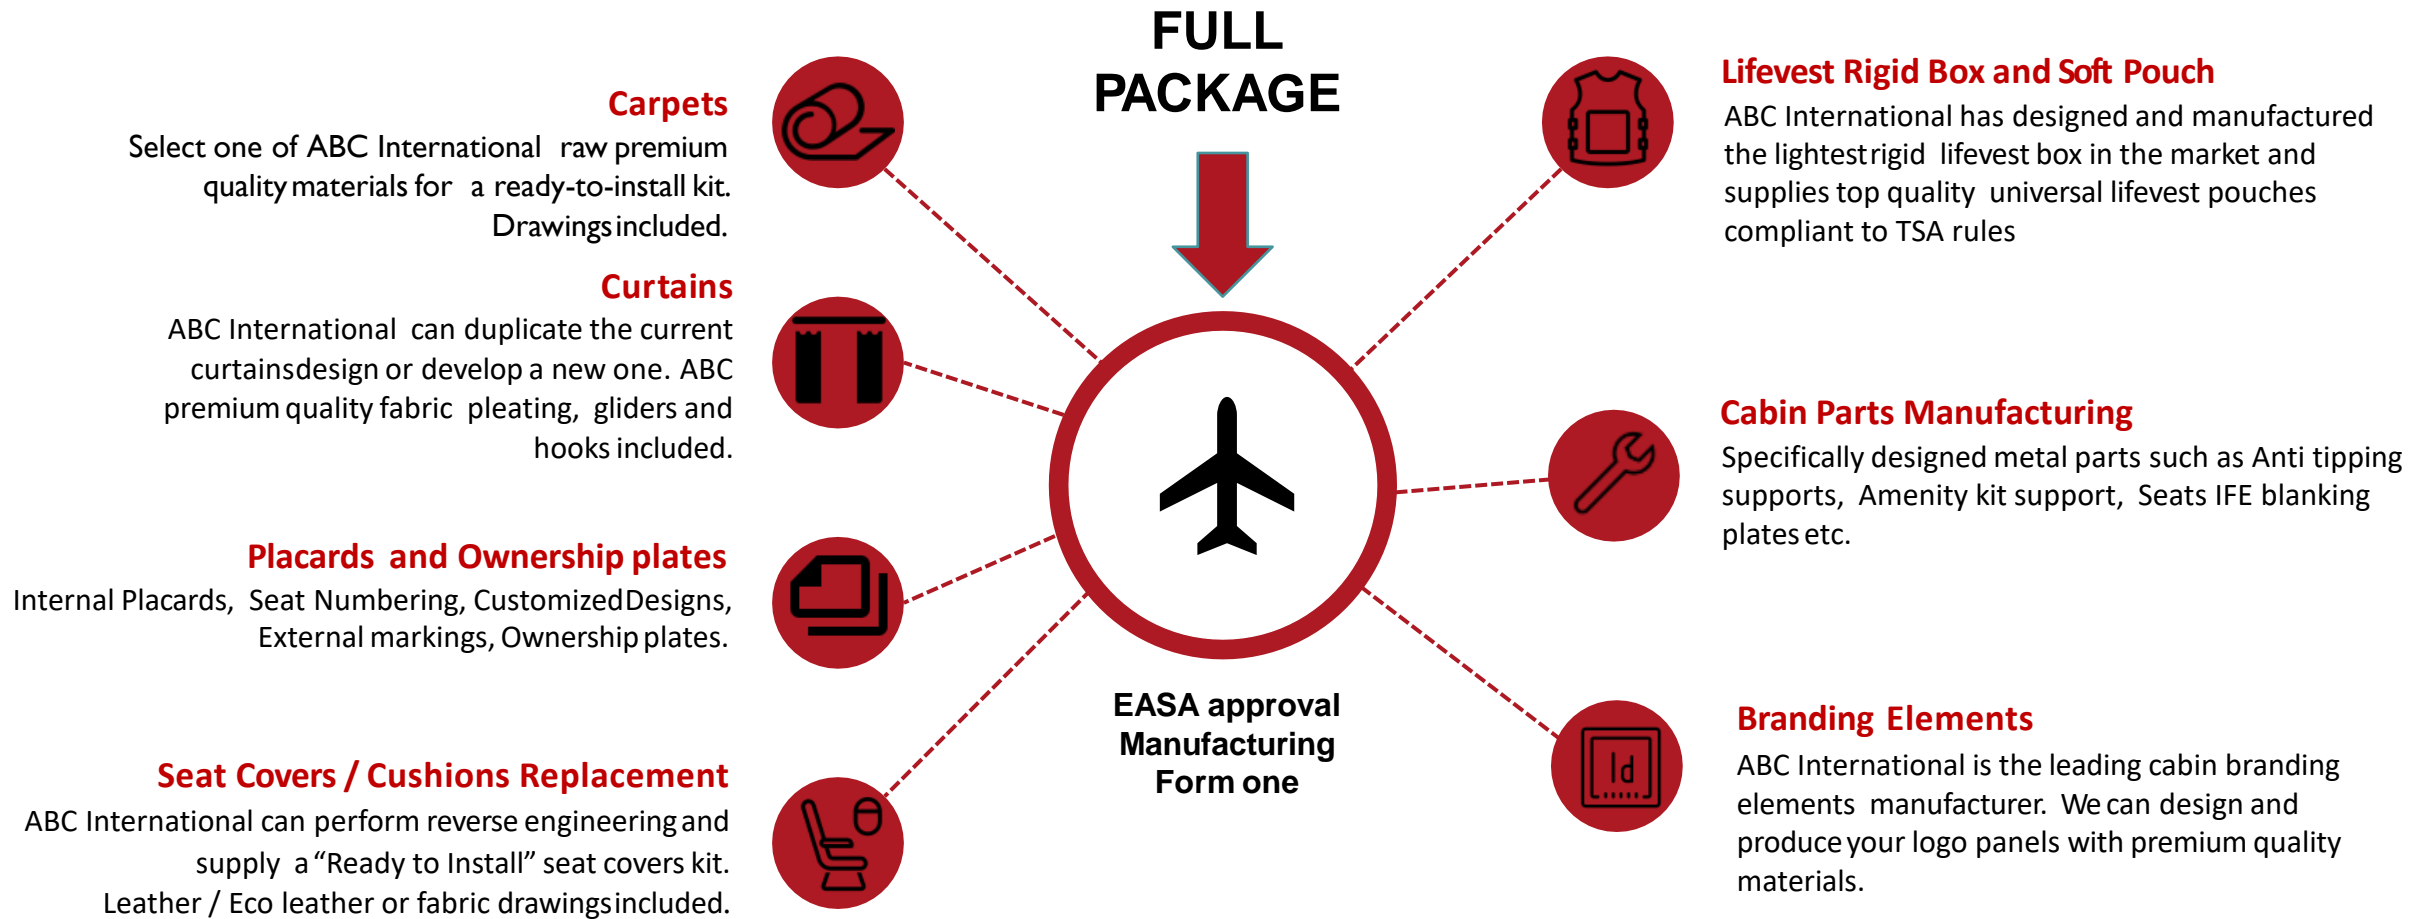 FULL
PACKAGE
Carpets
Select one of ABC International raw premium
quality materials for a ready-to-install kit.
Drawings included.
Curtains
ABC International can duplicate the current
curtainsdesign or develop a new one. ABC
premium quality fabric pleating, gliders and
hooks included.
Placards and Ownership plates
Internal Placards, Seat Numbering, Customized Designs,
External markings, Ownership plates.
Seat Covers / Cushions Replacement
ABC International can perform reverse engineering and
supply a “Ready to Install” seat covers kit.
Leather / Eco leather or fabric drawings included.
EASA approval
Manufacturing
Form one
Lifevest Rigid Box and Soft Pouch
ABC International has designed and manufactured
the lightest rigid lifevest box in the market and
supplies top quality universal lifevest pouches
compliant to TSA rules
Cabin Parts Manufacturing
Specifically designed metal parts such as Anti tipping
supports, Amenity kit support, Seats IFE blanking
plates etc.
Branding Elements
Id
ABC International is the leading cabin branding
elements manufacturer. We can design and
produce your logo panels with premium quality
materials.